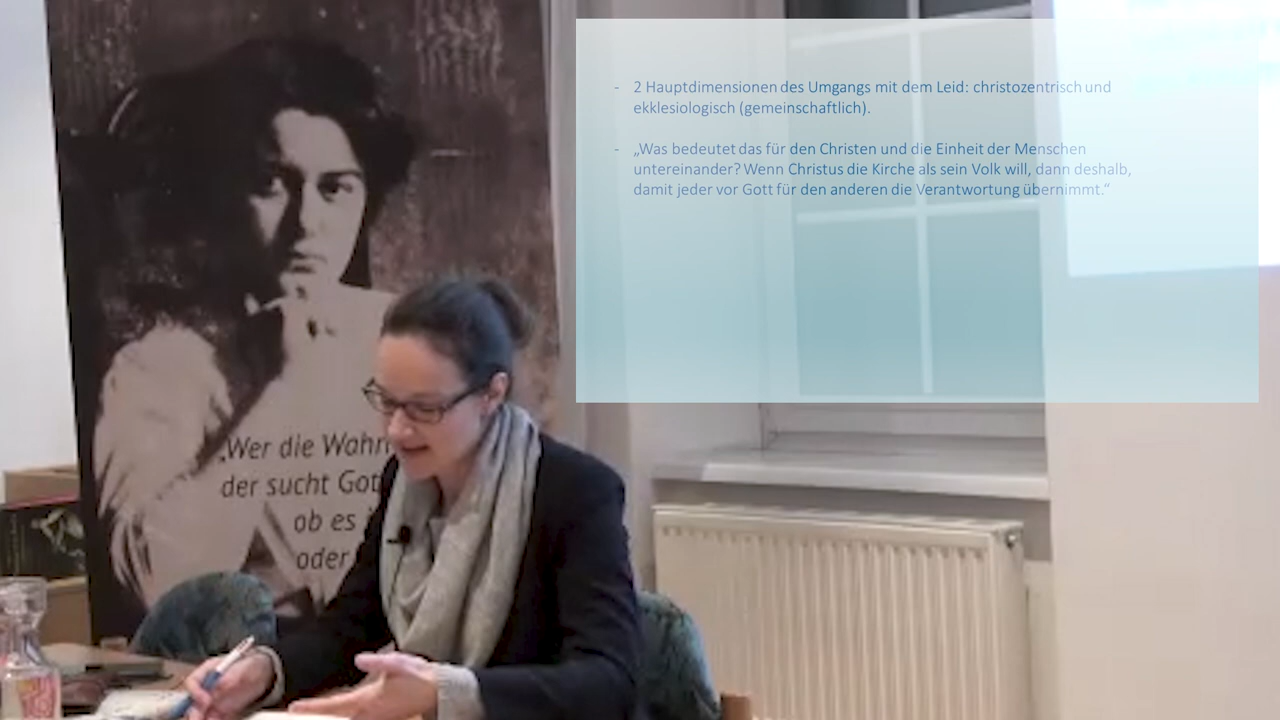 - 2 Hauptdimensionen des Umgangs mit dem Leid: christozentrisch und
ekklesiologisch (gemeinschaftlich).
- „Was bedeutet das für den Christen und die Einheit der Menschen
untereinander? Wenn Christus die Kirche als sein Volk will, dann deshalb,
damit jeder vor Gott für den anderen die Verantwortung übernimmt.“
„Wer die Wahr
der sucht Got
ob es
oder